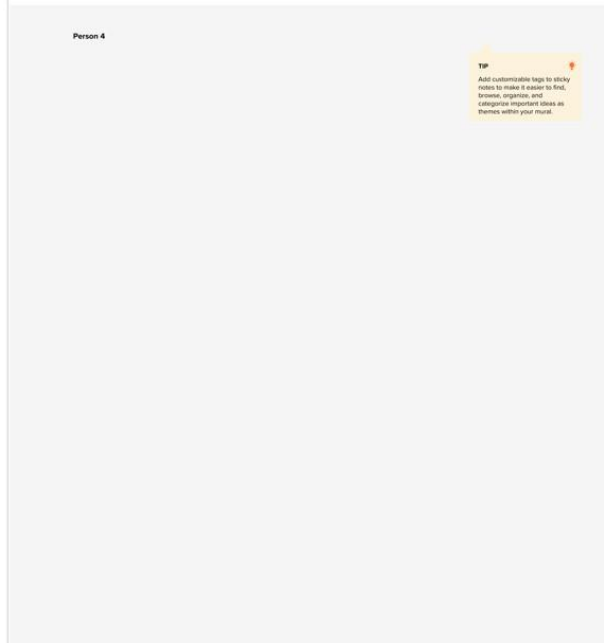 Person 4
TIP
Add customizable tags to sticky
notes to make it easier to find,
browse, organize, and
categorize important ideas as
themes within your mural.